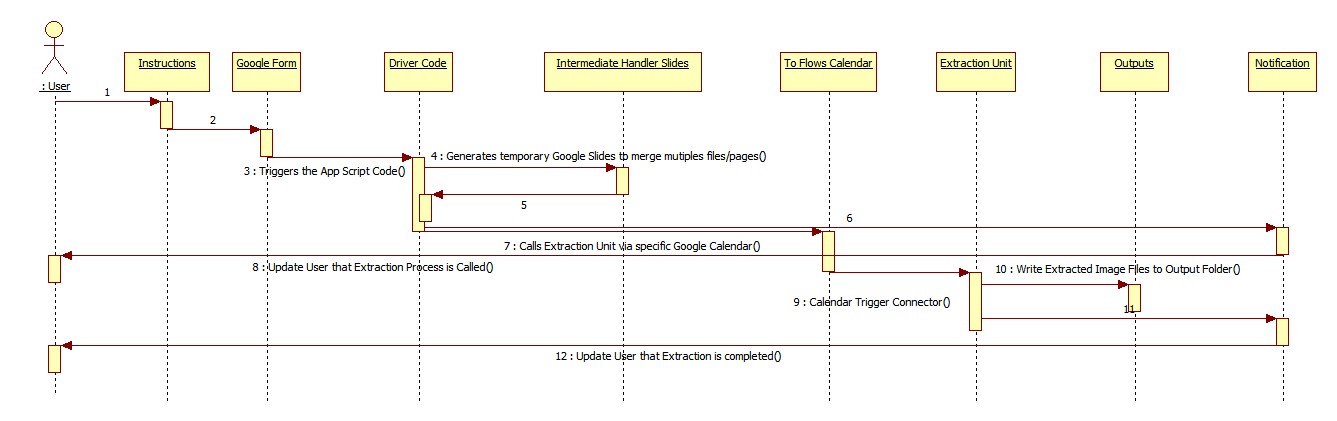 : User
Instructions
Google Form
Driver Code
Intermediate Handler Slides
To Flows Calendar
Extraction Unit
Outputs
Notification
1
2
3 : Triggers the App Script Code()
4 : Generates temporary Google Slides to merge mutiples files/pages()
5
6
7 : Calls Extraction Unit via specific Google Calendar()
8 : Update User that Extraction Process is Called()
9 : Calendar Trigger Connector()
10 : Write Extracted Image Files to Output Folder()
11
12 : Update User that Extraction is completed()